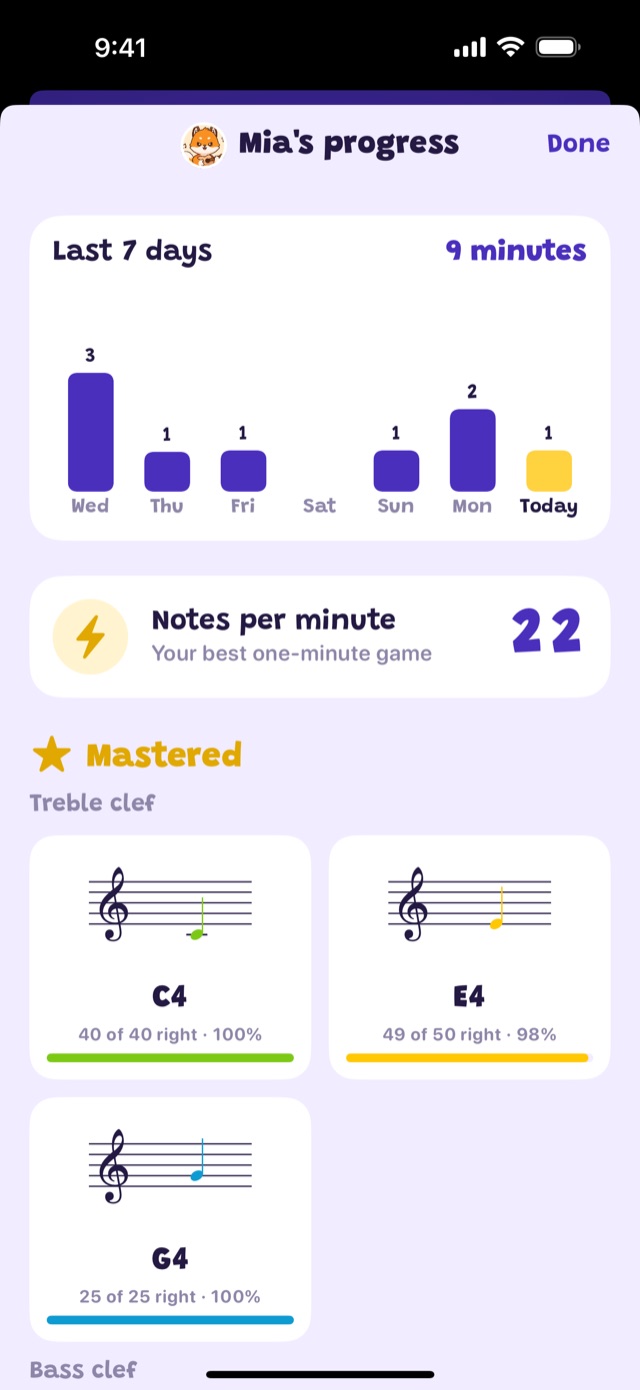 9:41
Mia's progress
Done
Last 7 days
9 minutes
3
1
1
1
2
1
Wed
Thu
Fri
Sat
Sun
Mon
Today
Notes per minute
Your best one-minute game
22
Mastered
Treble clef
C4
40 of 40 right · 100%
E4
49 of 50 right · 98%
G4
25 of 25 right · 100%
Bass clef